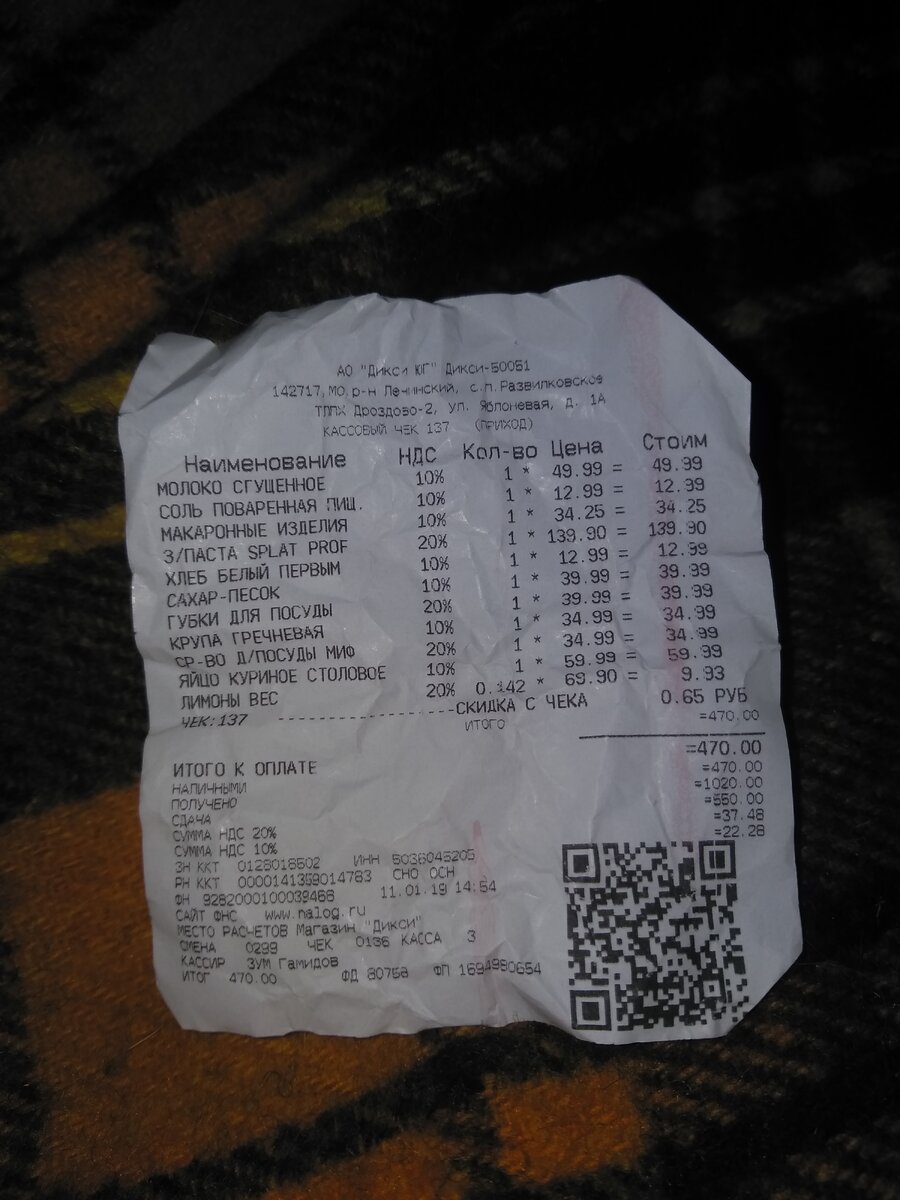 АО "Дикси ЮГ" Дикси-50051
142717,МО,р-н Ленинский, с.п.Развилковское
ТЛПХ Дроздово-2, ул. Яблоневая, д. 1А
КАССОВЫЙ ЧЕК 137 (ПРИХОД)
Наименование НДС Кол-во Цена Стоим
МОЛОКО СГУЩЕННОЕ 10% 1 * 49.99 = 49.99
СОЛЬ ПОВАРЕННАЯ ПИЩ. 10% 1 * 12.99 = 12.99
МАКАРОННЫЕ ИЗДЕЛИЯ 10% 1 * 34.25 = 34.25
З/ПАСТА SPLAT PROF 20% 1 * 139.90 = 139.90
ХЛЕБ БЕЛЫЙ ПЕРВЫМ 10% 1 * 12.99 = 12.99
САХАР-ПЕСОК 10% 1 * 39.99 = 39.99
ГУБКИ ДЛЯ ПОСУДЫ 20% 1 * 39.99 = 39.99
КРУПА ГРЕЧНЕВАЯ 10% 1 * 34.99 = 34.99
СР-ВО Д/ПОСУДЫ МИФ 20% 1 * 34.99 = 34.99
ЯЙЦО КУРИНОЕ СТОЛОВОЕ 10% 1 * 59.99 = 59.99
ЛИМОНЫ ВЕС 20% 0.142 * 69.90 = 9.93
ЧЕК:137 --------------------СКИДКА С ЧЕКА 0.65 РУБ
ИТОГО =470.00
ИТОГО К ОПЛАТЕ =470.00
НАЛИЧНЫМИ =470.00
ПОЛУЧЕНО =1020.00
СДАЧА =550.00
СУММА НДС 20% =37.48
СУММА НДС 10% =22.28
ЗН ККТ 0128016502 ИНН 5036045205
РН ККТ 0000141359014783 СНО ОСН
ФН 9282000100039468 11.01.19 14:54
САЙТ ФНС www.nalog.ru
МЕСТО РАСЧЕТОВ Магазин "Дикси"
СМЕНА 0299 ЧЕК 0136 КАССА 3
КАССИР ЗУМ Гамидов
ИТОГ 470.00 ФД 80758 ФП 1694990654